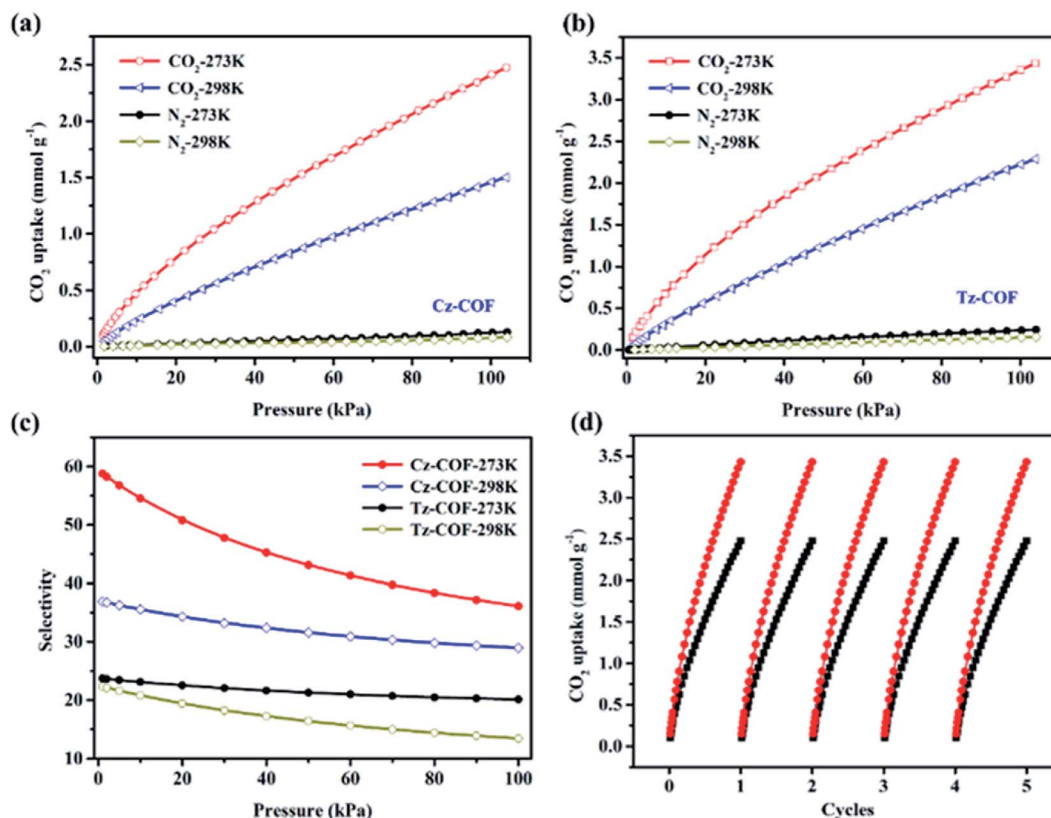 (a)
CO₂-273K
CO₂-298K
N₂-273K
N₂-298K
2.5
2.0
1.5
1.0
0.5
0.0
CO₂ uptake (mmol g⁻¹)
Cz-COF
0 20 40 60 80 100
Pressure (kPa)
(b)
CO₂-273K
CO₂-298K
N₂-273K
N₂-298K
3.5
3.0
2.5
2.0
1.5
1.0
0.5
0.0
CO₂ uptake (mmol g⁻¹)
Tz-COF
0 20 40 60 80 100
Pressure (kPa)
(c)
Cz-COF-273K
Cz-COF-298K
Tz-COF-273K
Tz-COF-298K
60
50
40
30
20
10
Selectivity
0 20 40 60 80 100
Pressure (kPa)
(d)
3.5
3.0
2.5
2.0
1.5
1.0
0.5
0.0
CO₂ uptake (mmol g⁻¹)
0 1 2 3 4 5
Cycles